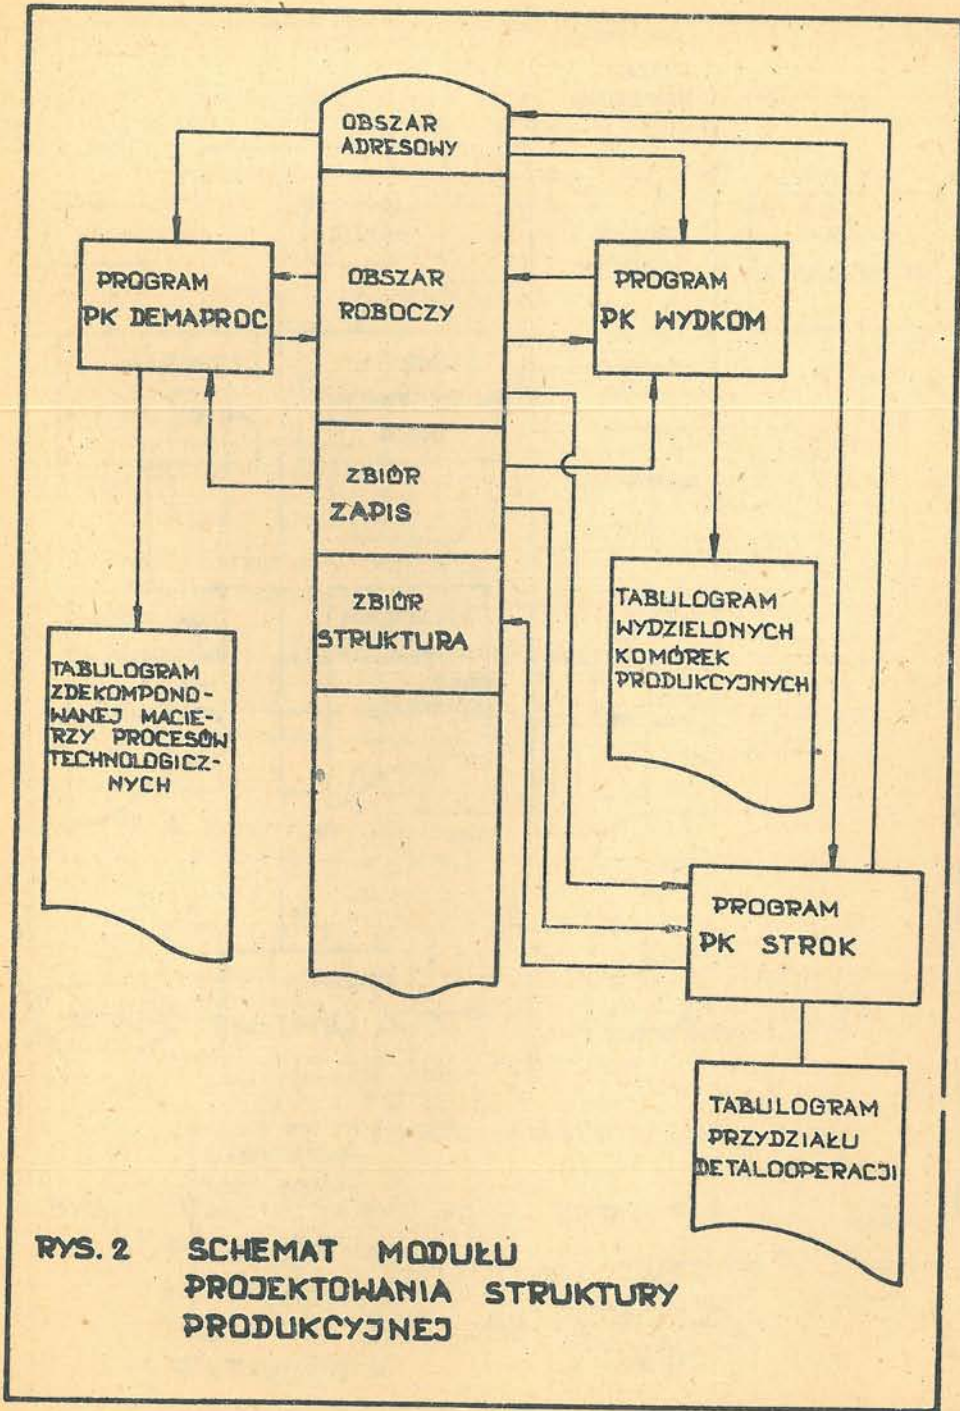 OBSZAR
ADRESOWY
PROGRAM
PK DEMAPROC
OBSZAR
ROBOCZY
PROGRAM
PK WYDKOM
ZBIÓR
ZAPIS
ZBIÓR
STRUKTURA
TABULOGRAM
ZDEKOMPONO-
WANEJ MACIE-
RZY PROCESÓW
TECHNOLOGICZ-
NYCH
TABULOGRAM
WYDZIELONYCH
KOMÓREK
PRODUKCYJNYCH
PROGRAM
PK STROK
TABULOGRAM
PRZYDZIAŁU
DETALOOPERACJI
RYS. 2 SCHEMAT MODUŁU
PROJEKTOWANIA STRUKTURY
PRODUKCYJNEJ